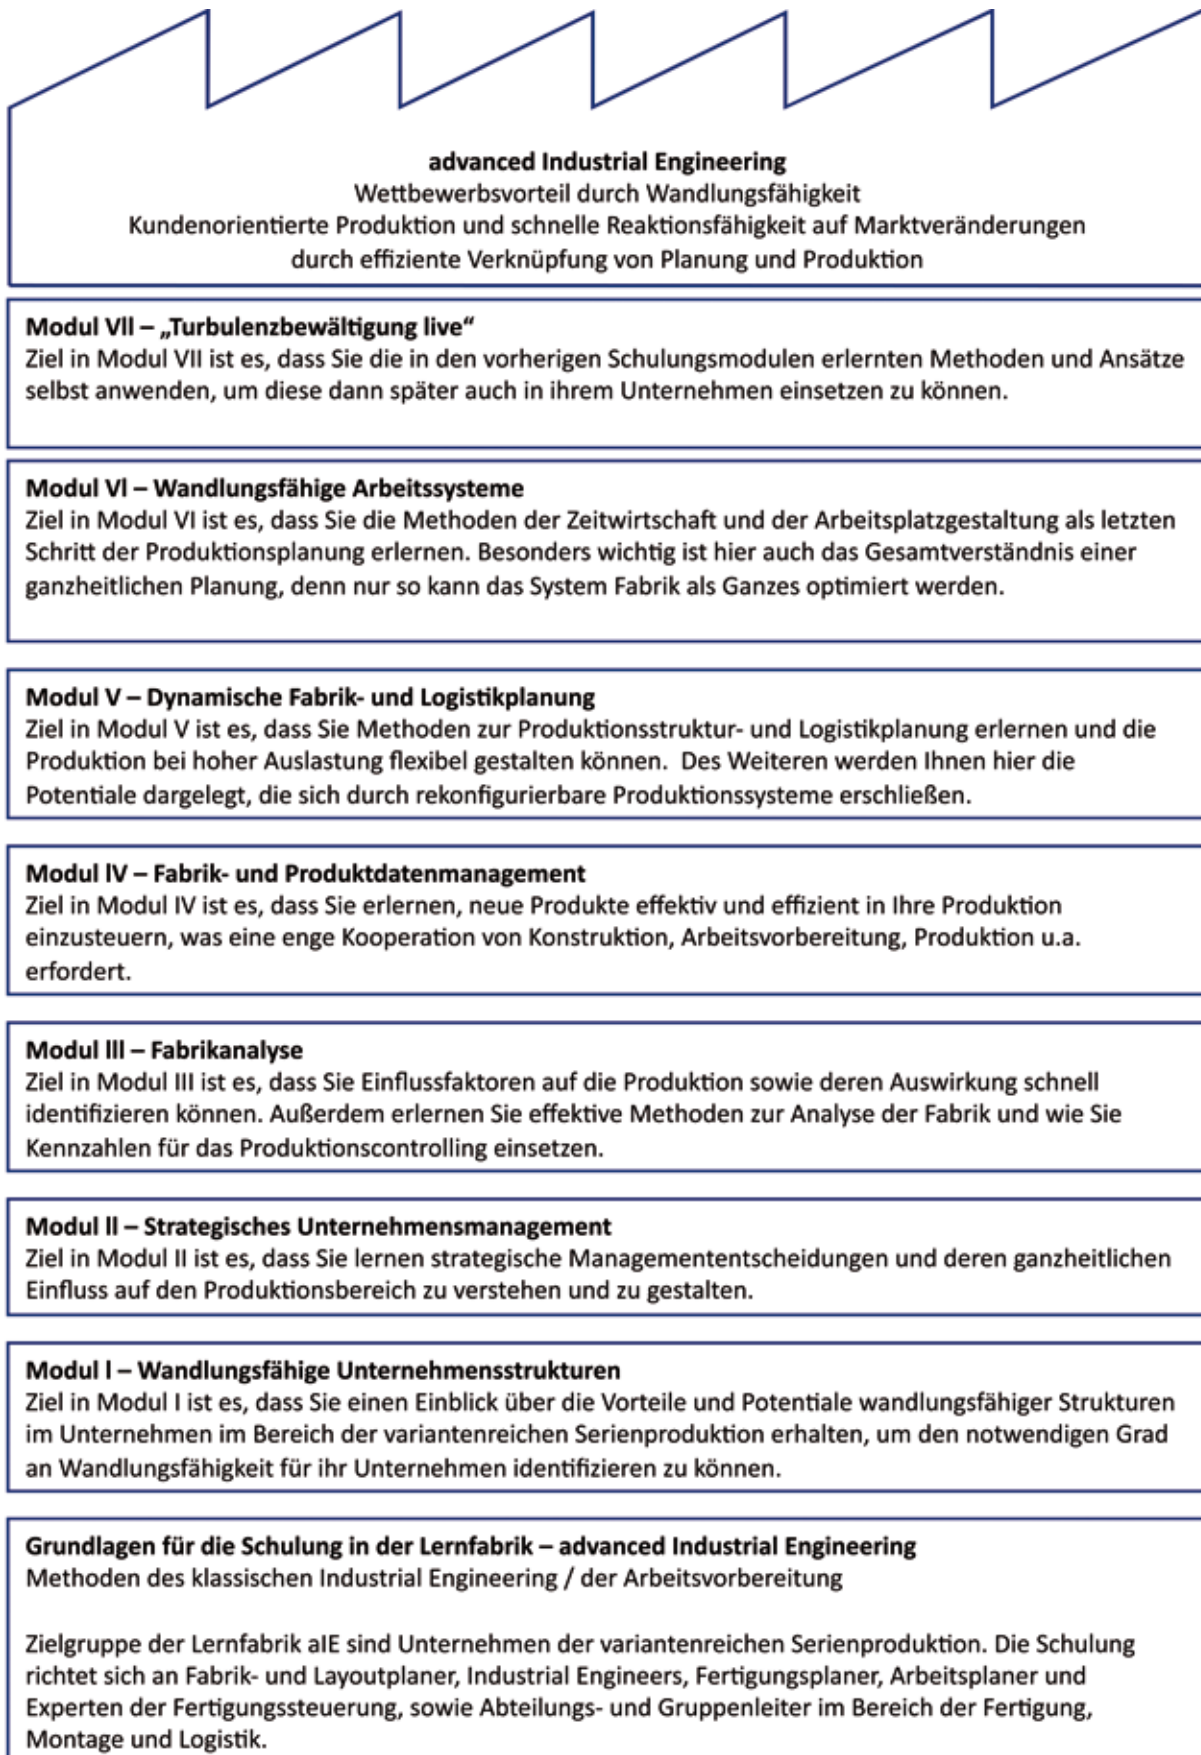 advanced Industrial Engineering
Wettbewerbsvorteil durch Wandlungsfähigkeit
Kundenorientierte Produktion und schnelle Reaktionsfähigkeit auf Marktveränderungen
durch effiziente Verknüpfung von Planung und Produktion
Modul VII – „Turbulenzbewältigung live“
Ziel in Modul VII ist es, dass Sie die in den vorherigen Schulungsmodulen erlernten Methoden und Ansätze
selbst anwenden, um diese dann später auch in ihrem Unternehmen einsetzen zu können.
Modul VI – Wandlungsfähige Arbeitssysteme
Ziel in Modul VI ist es, dass Sie die Methoden der Zeitwirtschaft und der Arbeitsplatzgestaltung als letzten
Schritt der Produktionsplanung erlernen. Besonders wichtig ist hier auch das Gesamtverständnis einer
ganzheitlichen Planung, denn nur so kann das System Fabrik als Ganzes optimiert werden.
Modul V – Dynamische Fabrik- und Logistikplanung
Ziel in Modul V ist es, dass Sie Methoden zur Produktionsstruktur- und Logistikplanung erlernen und die
Produktion bei hoher Auslastung flexibel gestalten können. Des Weiteren werden Ihnen hier die
Potentiale dargelegt, die sich durch rekonfigurierbare Produktionssysteme erschließen.
Modul IV – Fabrik- und Produktdatenmanagement
Ziel in Modul IV ist es, dass Sie erlernen, neue Produkte effektiv und effizient in Ihre Produktion
einzusteuern, was eine enge Kooperation von Konstruktion, Arbeitsvorbereitung, Produktion u.a.
erfordert.
Modul III – Fabrikanalyse
Ziel in Modul III ist es, dass Sie Einflussfaktoren auf die Produktion sowie deren Auswirkung schnell
identifizieren können. Außerdem erlernen Sie effektive Methoden zur Analyse der Fabrik und wie Sie
Kennzahlen für das Produktionscontrolling einsetzen.
Modul II – Strategisches Unternehmensmanagement
Ziel in Modul II ist es, dass Sie lernen strategische Managemententscheidungen und deren ganzheitlichen
Einfluss auf den Produktionsbereich zu verstehen und zu gestalten.
Modul I – Wandlungsfähige Unternehmensstrukturen
Ziel in Modul I ist es, dass Sie einen Einblick über die Vorteile und Potentiale wandlungsfähiger Strukturen
im Unternehmen im Bereich der variantenreichen Serienproduktion erhalten, um den notwendigen Grad
an Wandlungsfähigkeit für ihr Unternehmen identifizieren zu können.
Grundlagen für die Schulung in der Lernfabrik – advanced Industrial Engineering
Methoden des klassischen Industrial Engineering / der Arbeitsvorbereitung
Zielgruppe der Lernfabrik aIE sind Unternehmen der variantenreichen Serienproduktion. Die Schulung
richtet sich an Fabrik- und Layoutplaner, Industrial Engineers, Fertigungsplaner, Arbeitsplaner und
Experten der Fertigungssteuerung, sowie Abteilungs- und Gruppenleiter im Bereich der Fertigung,
Montage und Logistik.